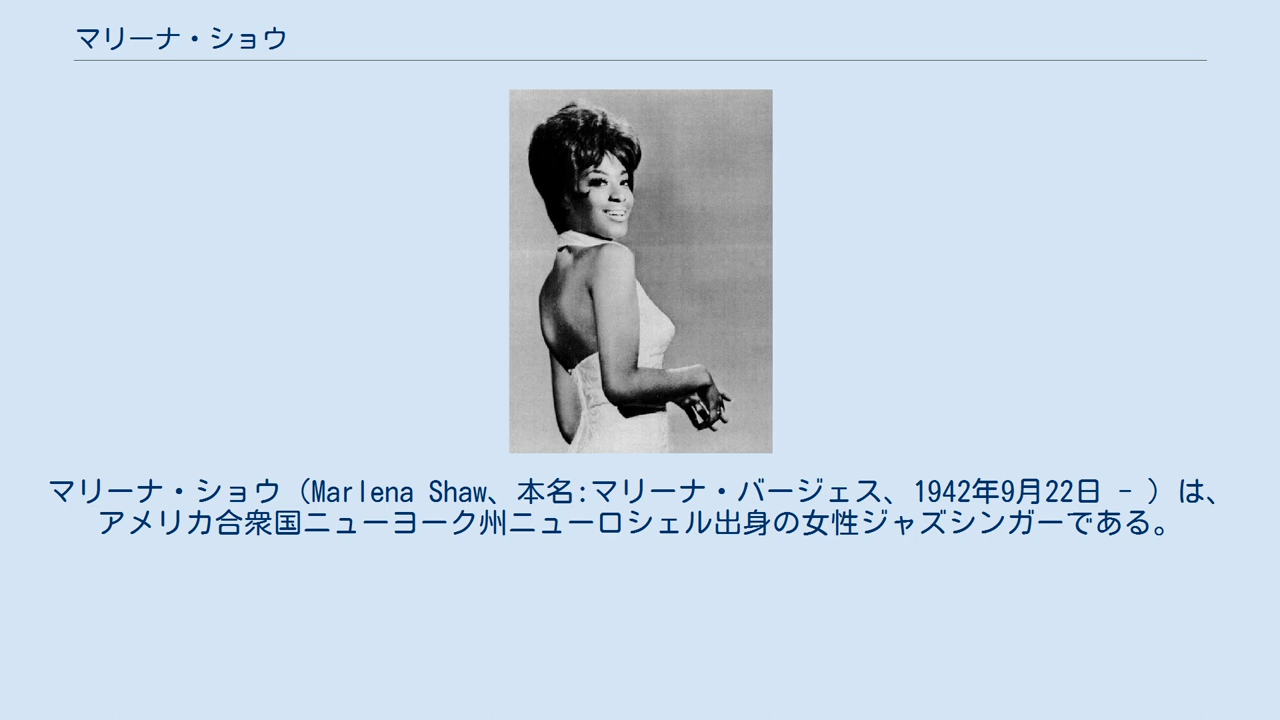 マリーナ・ショウ
マリーナ・ショウ（Marlena Shaw、本名:マリーナ・バージェス、1942年9月22日 - ）は、
アメリカ合衆国ニューヨーク州ニューロシェル出身の女性ジャズシンガーである。